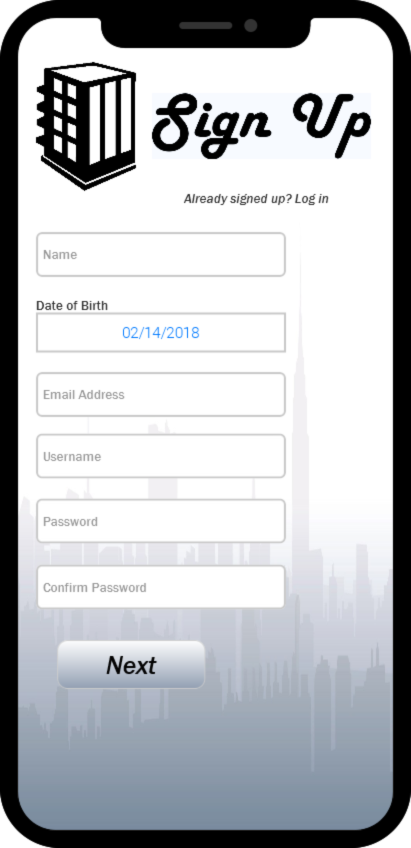 Sign Up
Already signed up? Log in
Name
Date of Birth
02/14/2018
Email Address
Username
Password
Confirm Password
Next